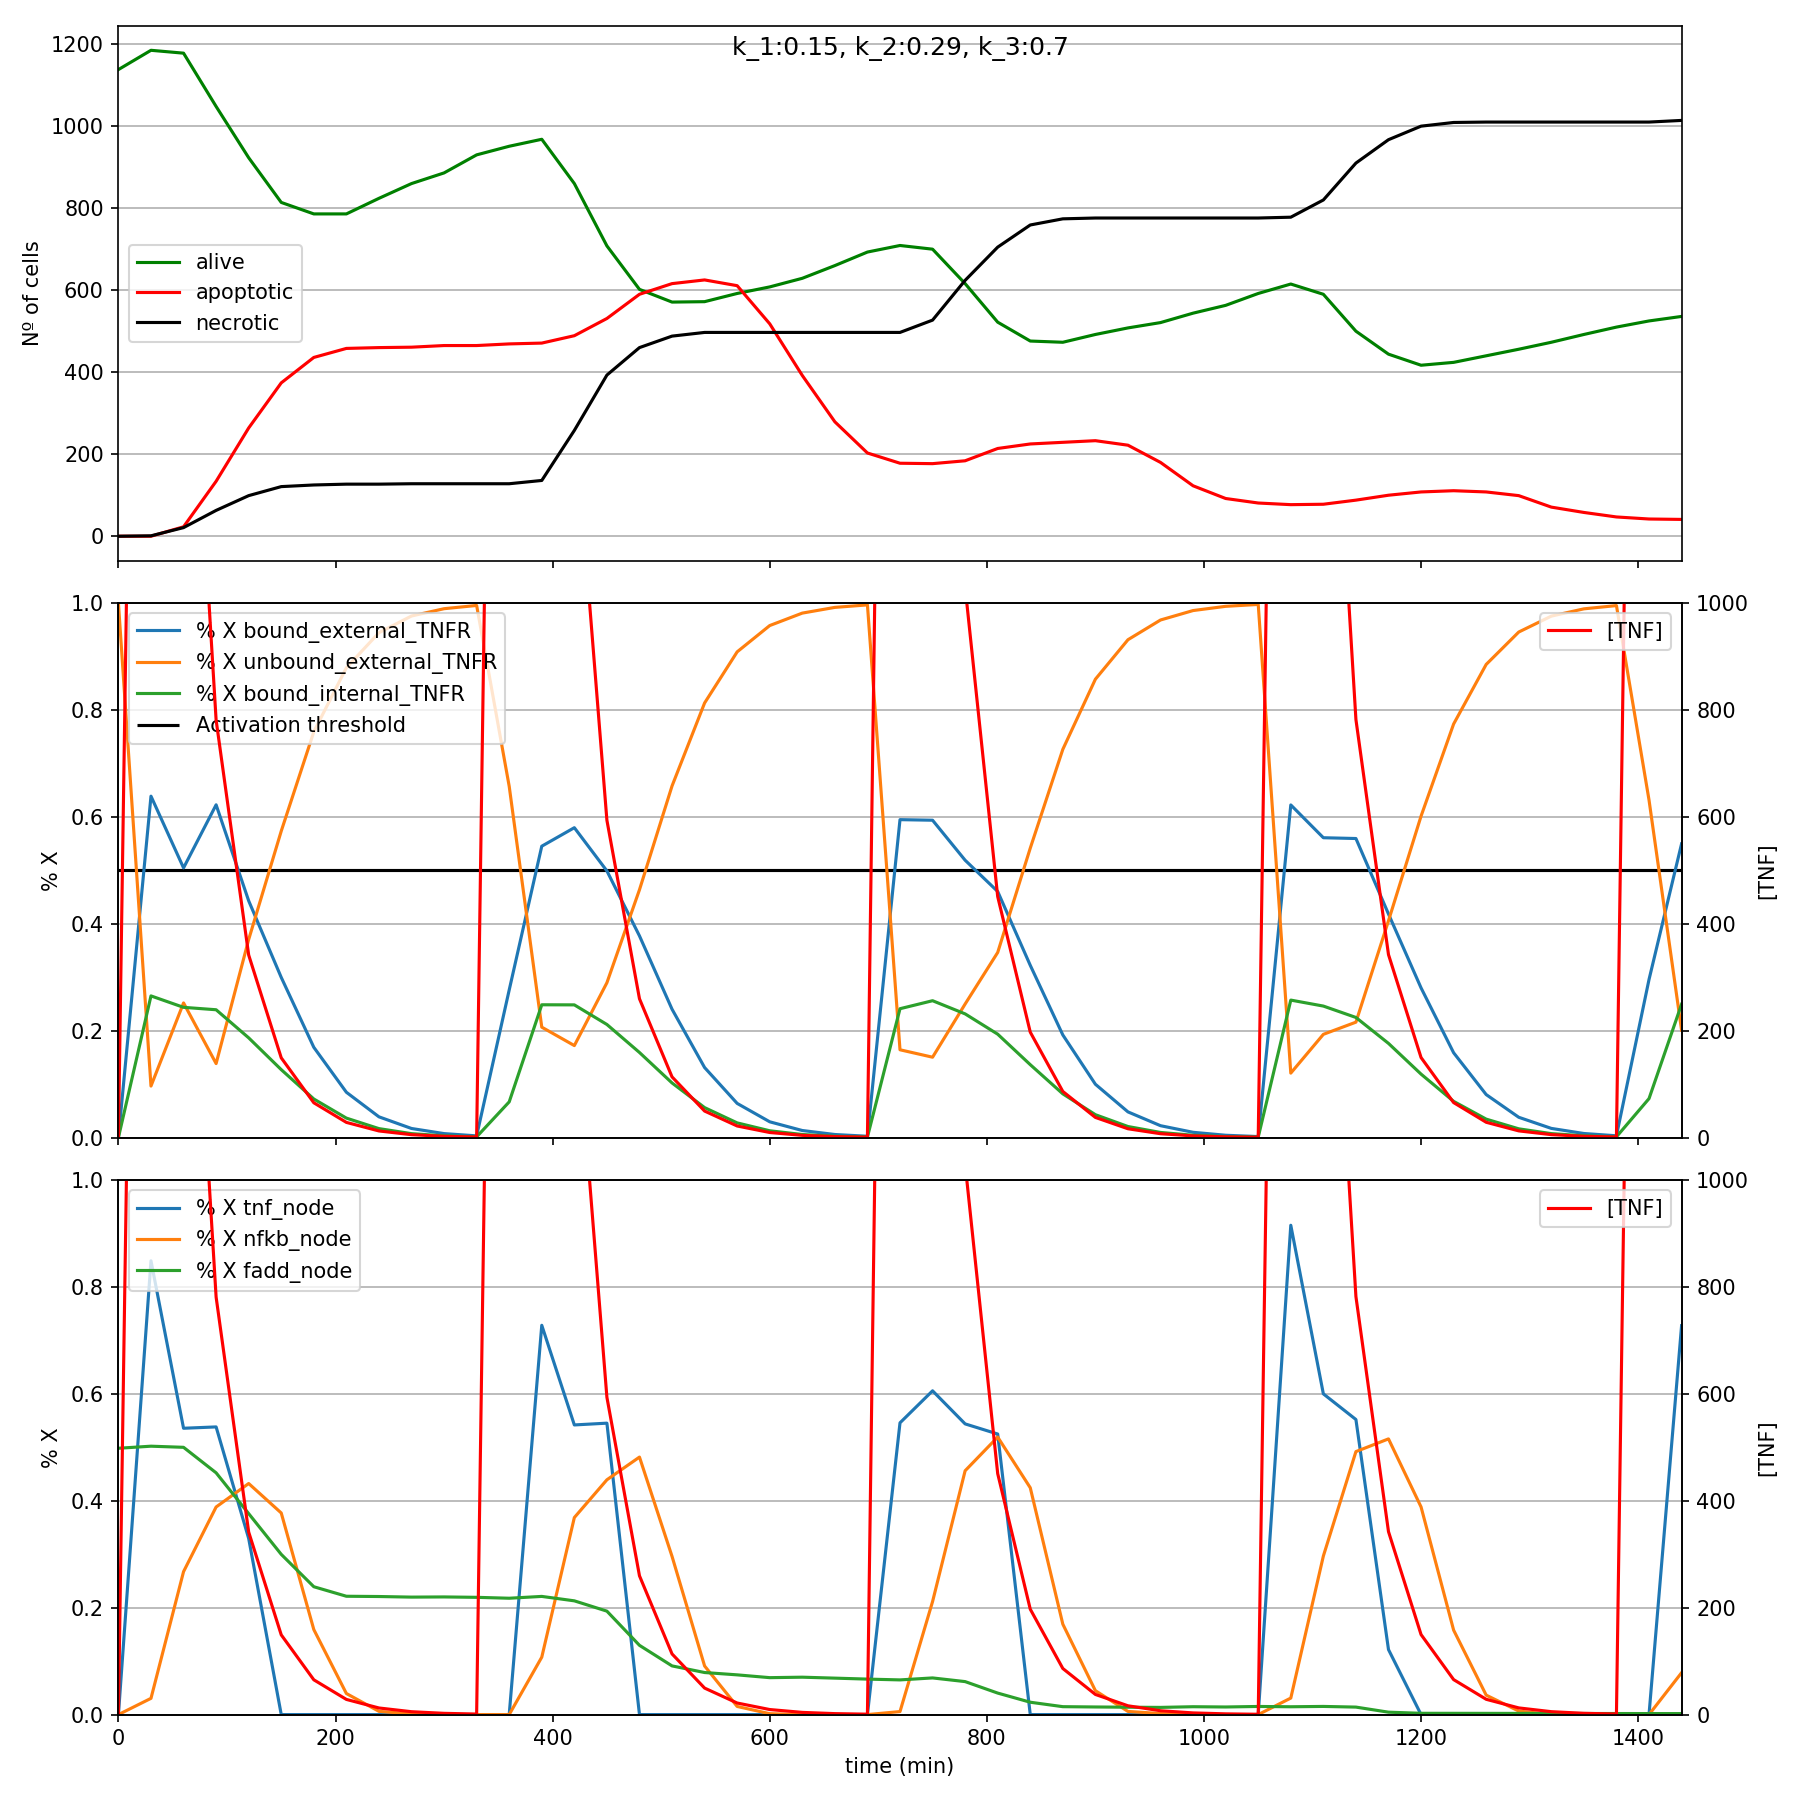 k_1:0.15, k_2:0.29, k_3:0.7
1200
1000
800
600
400
200
0
Nº of cells
alive
apoptotic
necrotic
1.0
0.8
0.6
0.4
0.2
0.0
% X
% X bound_external_TNFR
% X unbound_external_TNFR
% X bound_internal_TNFR
Activation threshold
[TNF]
1000
800
600
400
200
0
[TNF]
1.0
0.8
0.6
0.4
0.2
0.0
% X
% X tnf_node
% X nfkb_node
% X fadd_node
[TNF]
1000
800
600
400
200
0
[TNF]
0 200 400 600 800 1000 1200 1400
time (min)